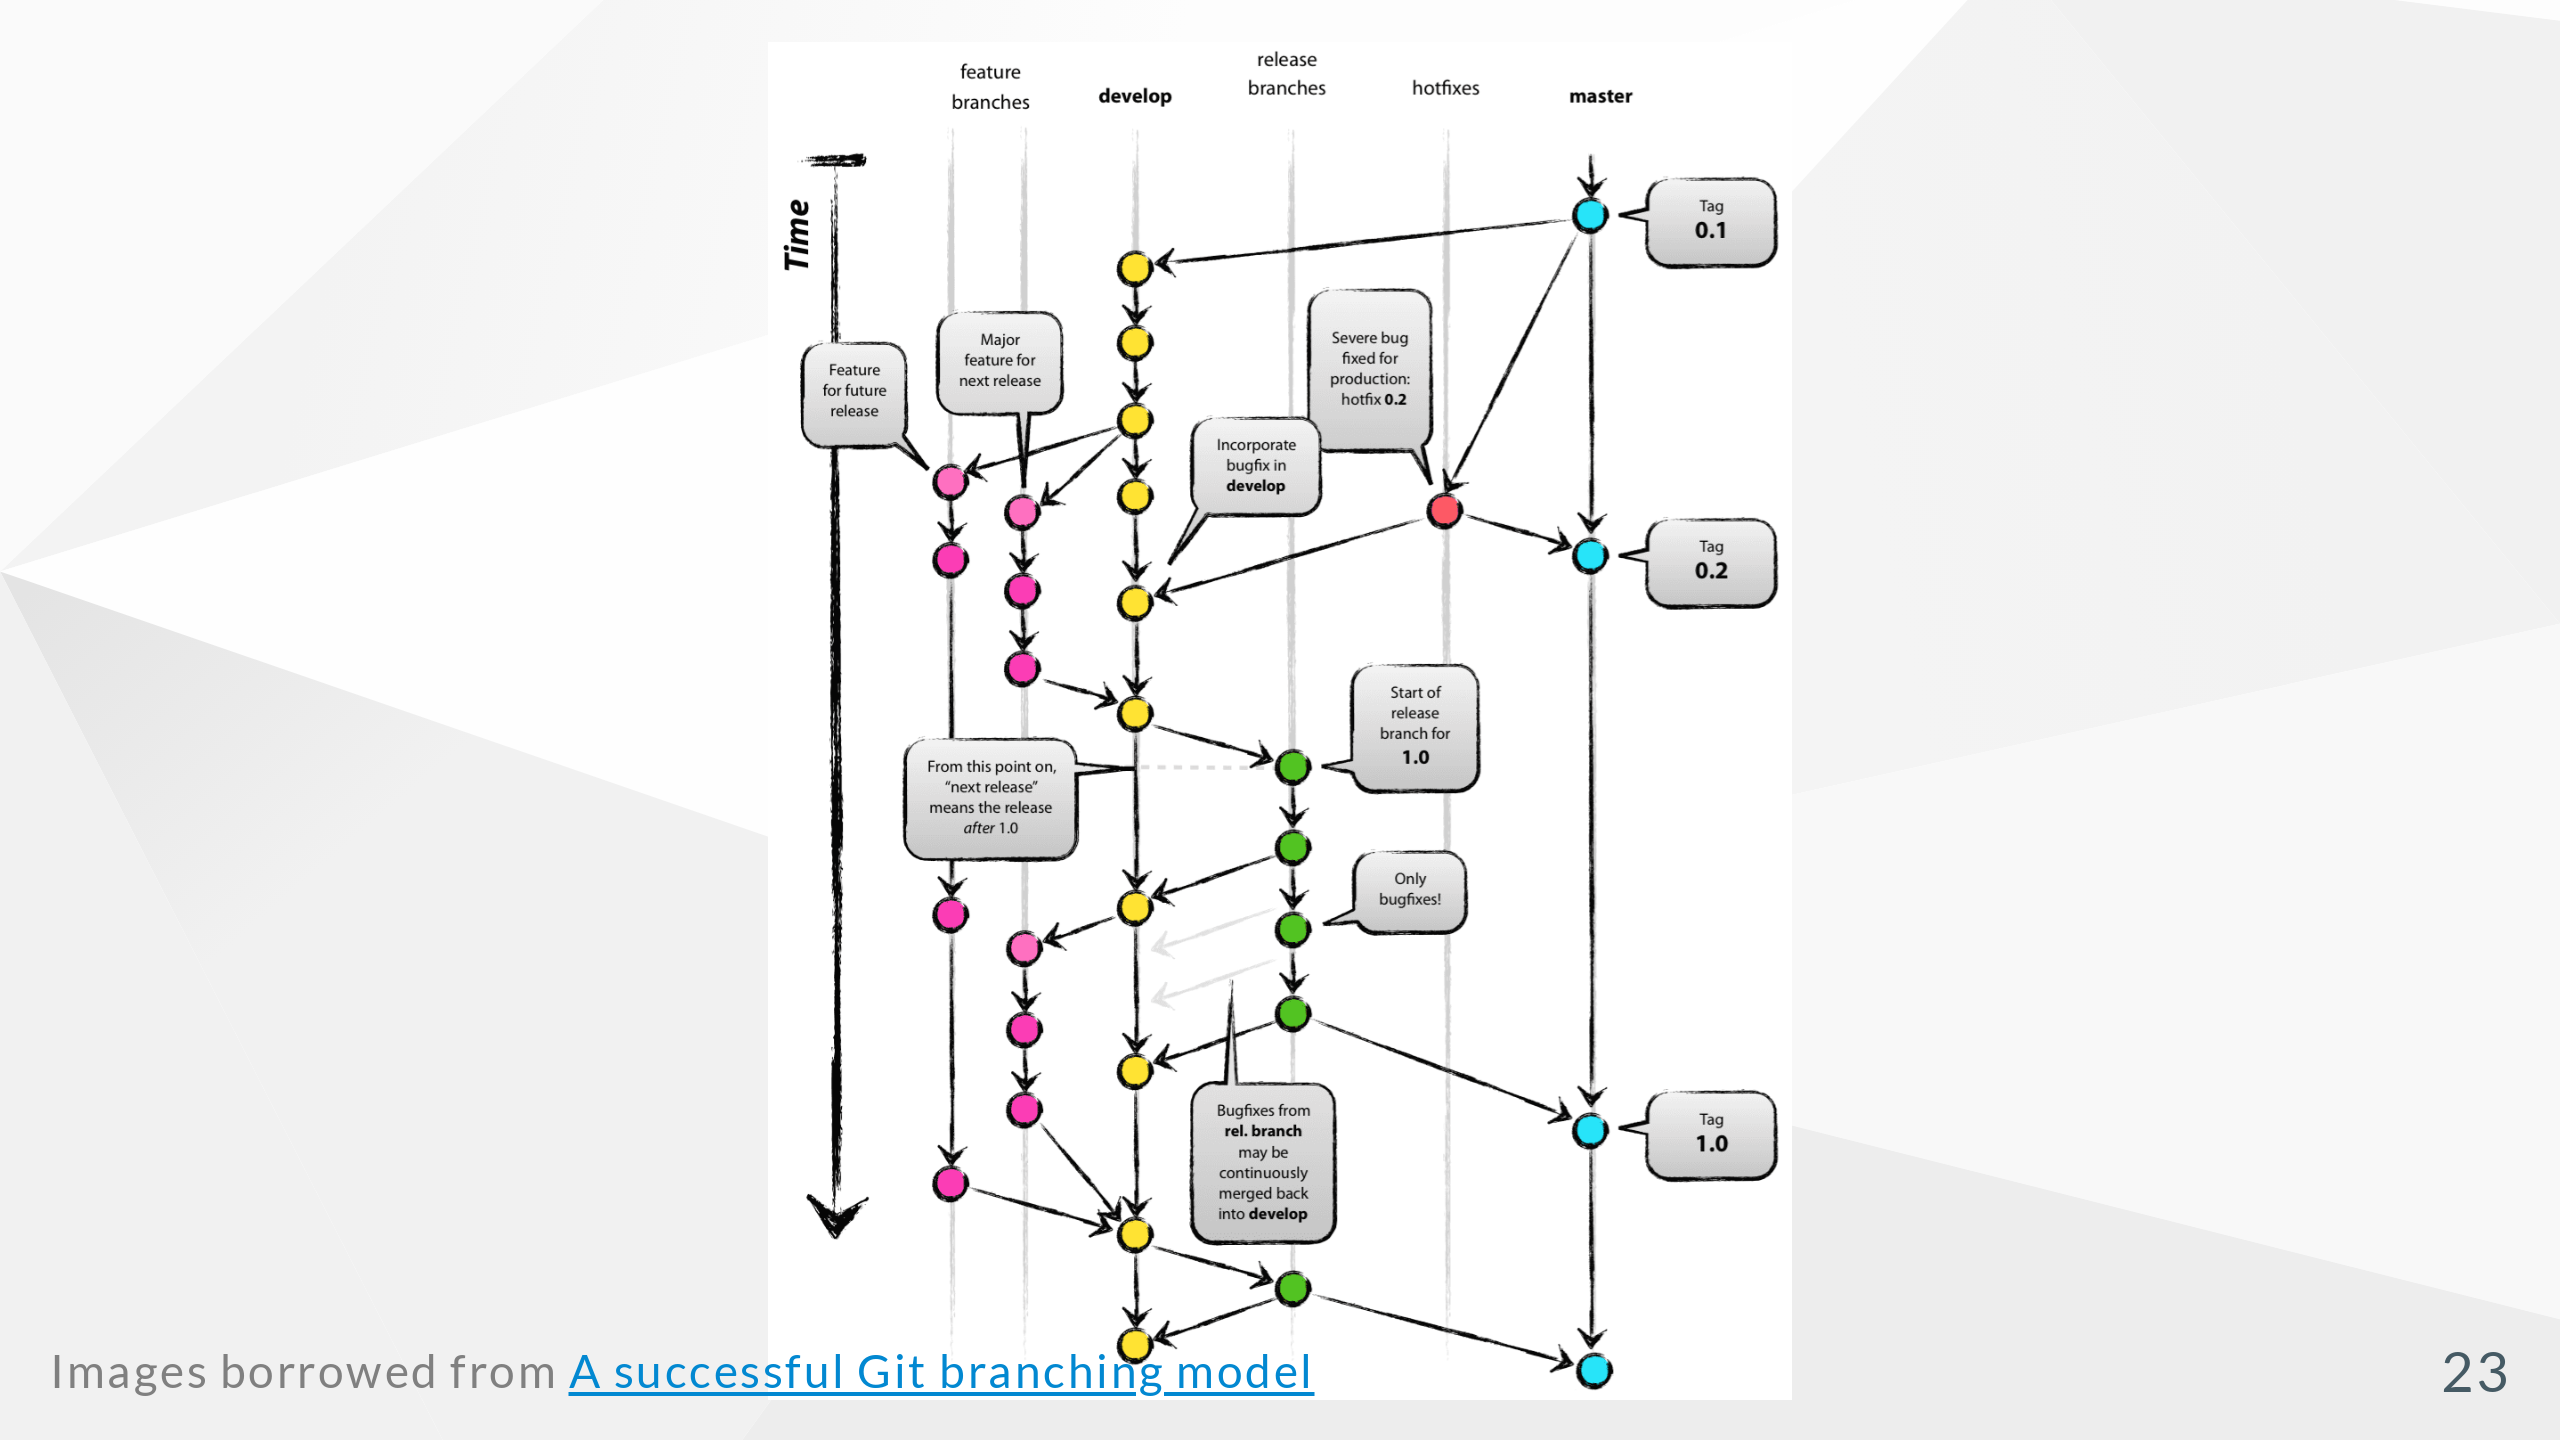 feature
branches
develop
release
branches
hotfixes
master
Time
Tag
0.1
Feature
for future
release
Major
feature for
next release
Severe bug
fixed for
production:
hotfix 0.2
Incorporate
bugfix in
develop
Tag
0.2
Start of
release
branch for
1.0
From this point on,
“next release”
means the release
after 1.0
Only
bugfixes!
Bugfixes from
rel. branch
may be
continuously
merged back
into develop
Tag
1.0
Images borrowed from A successful Git branching model
23